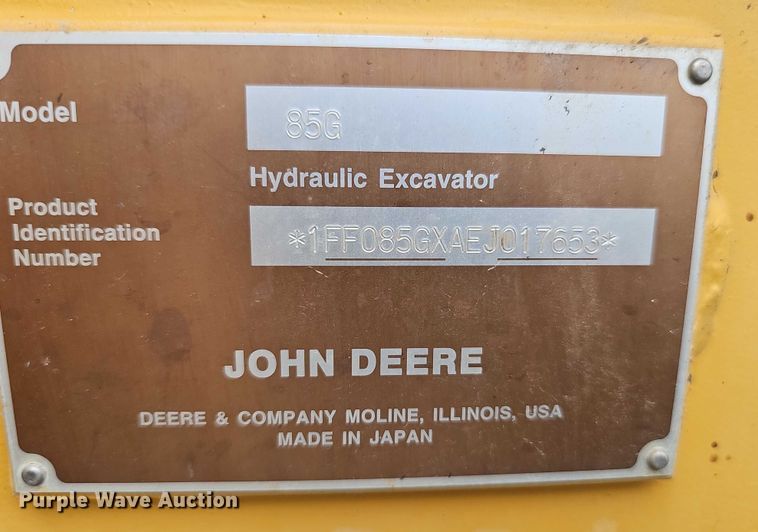 Model 85G
Hydraulic Excavator
Product
Identification
Number
*1FF085GXAEJ017653*
JOHN DEERE
DEERE & COMPANY MOLINE, ILLINOIS, USA
MADE IN JAPAN
Purple Wave Auction